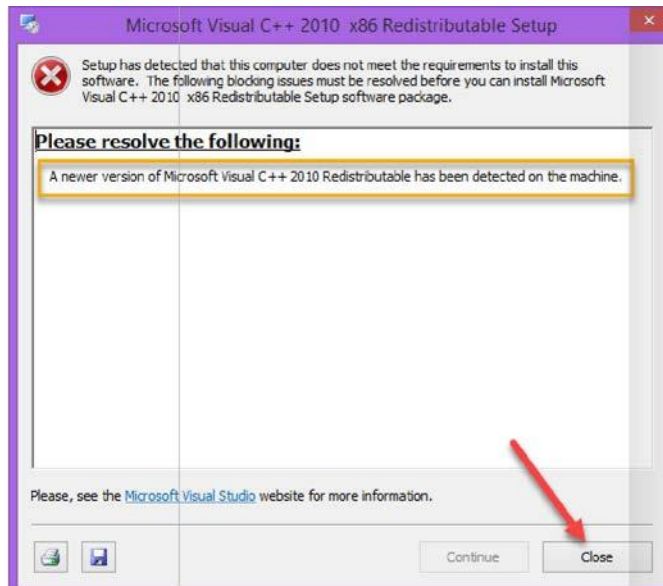 Microsoft Visual C++ 2010 x86 Redistributable Setup
Setup has detected that this computer does not meet the requirements to install this
software. The following blocking issues must be resolved before you can install Microsoft
Visual C++ 2010 x86 Redistributable Setup software package.
Please resolve the following:
A newer version of Microsoft Visual C++ 2010 Redistributable has been detected on the machine.
Please, see the Microsoft Visual Studio website for more information.
Continue
Close